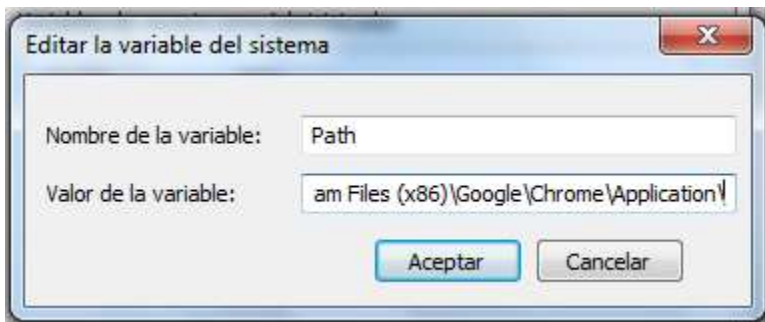 Editar la variable del sistema
Nombre de la variable: Path
Valor de la variable: am Files (x86)\Google\Chrome\Application\
Aceptar Cancelar